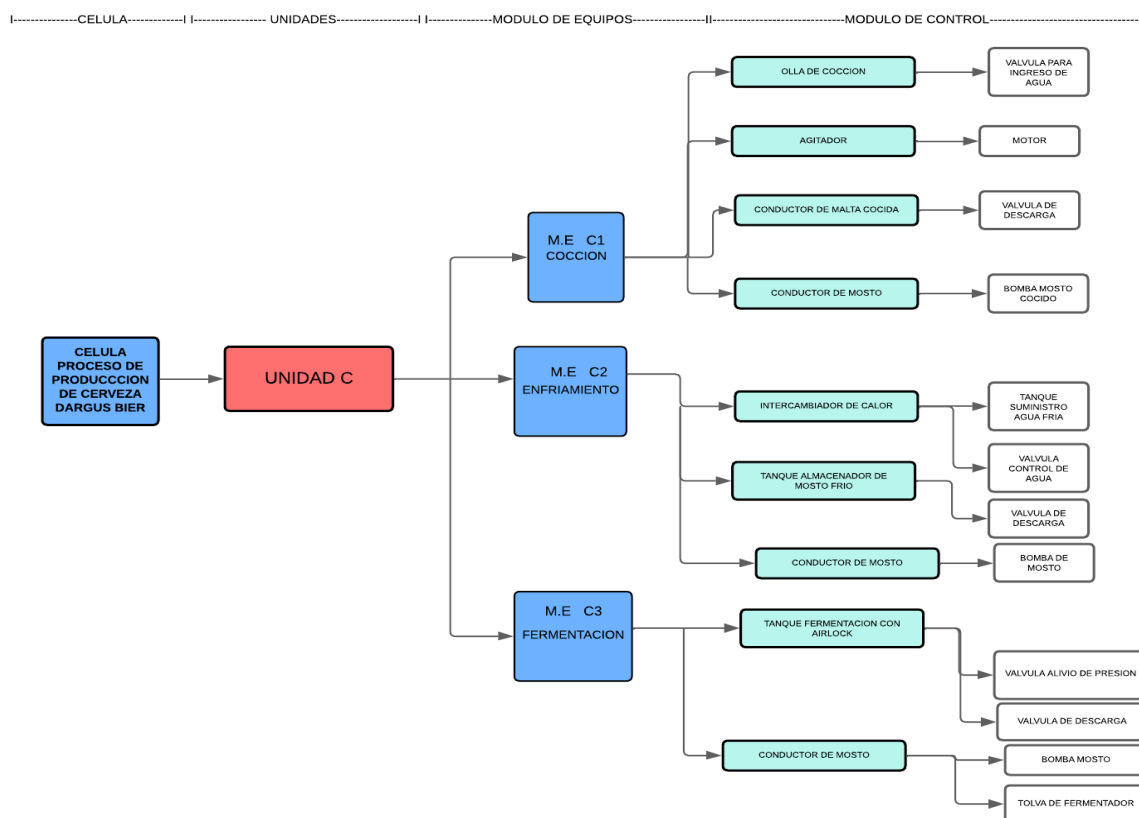 I---------------CELULA-------------I I----------------- UNIDADES-------------I I---------------MODULO DE EQUIPOS-----------II-------------------------------MODULO DE CONTROL-----------------------------------
OLLA DE COCCION
VALVULA PARA
INGRESO DE
AGUA
AGITADOR
MOTOR
CONDUCTOR DE MALTA COCIDA
VALVULA DE
DESCARGA
M.E C1
COCCION
CONDUCTOR DE MOSTO
BOMBA MOSTO
COCIDO
CELULA
PROCESO DE
PRODUCCCION
DE CERVEZA
DARGUS BIER
UNIDAD C
M.E C2
ENFRIAMIENTO
INTERCAMBIADOR DE CALOR
TANQUE
SUMINISTRO
AGUA FRIA
VALVULA
CONTROL DE
AGUA
TANQUE ALMACENADOR DE
MOSTO FRIO
VALVULA DE
DESCARGA
CONDUCTOR DE MOSTO
BOMBA DE
MOSTO
M.E C3
FERMENTACION
TANQUE FERMENTACION CON
AIRLOCK
VALVULA ALIVIO DE PRESION
VALVULA DE DESCARGA
CONDUCTOR DE MOSTO
BOMBA MOSTO
TOLVA DE FERMENTADOR